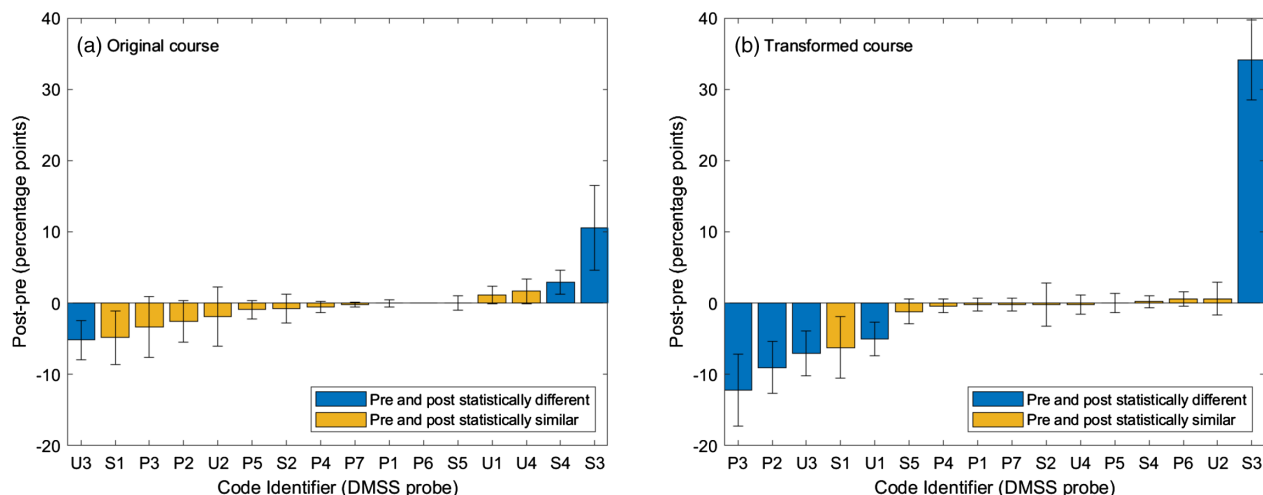 (a) Original course
Post-pre (percentage points)
40
30
20
10
0
-10
-20
Pre and post statistically different
Pre and post statistically similar
U3 S1 P3 P2 U2 P5 S2 P4 P7 P1 P6 S5 U1 U4 S4 S3
Code Identifier (DMSS probe)
(b) Transformed course
Post-pre (percentage points)
40
30
20
10
0
-10
-20
Pre and post statistically different
Pre and post statistically similar
P3 P2 U3 S1 U1 S5 P4 P1 P7 S2 U4 P5 S4 P6 U2 S3
Code Identifier (DMSS probe)